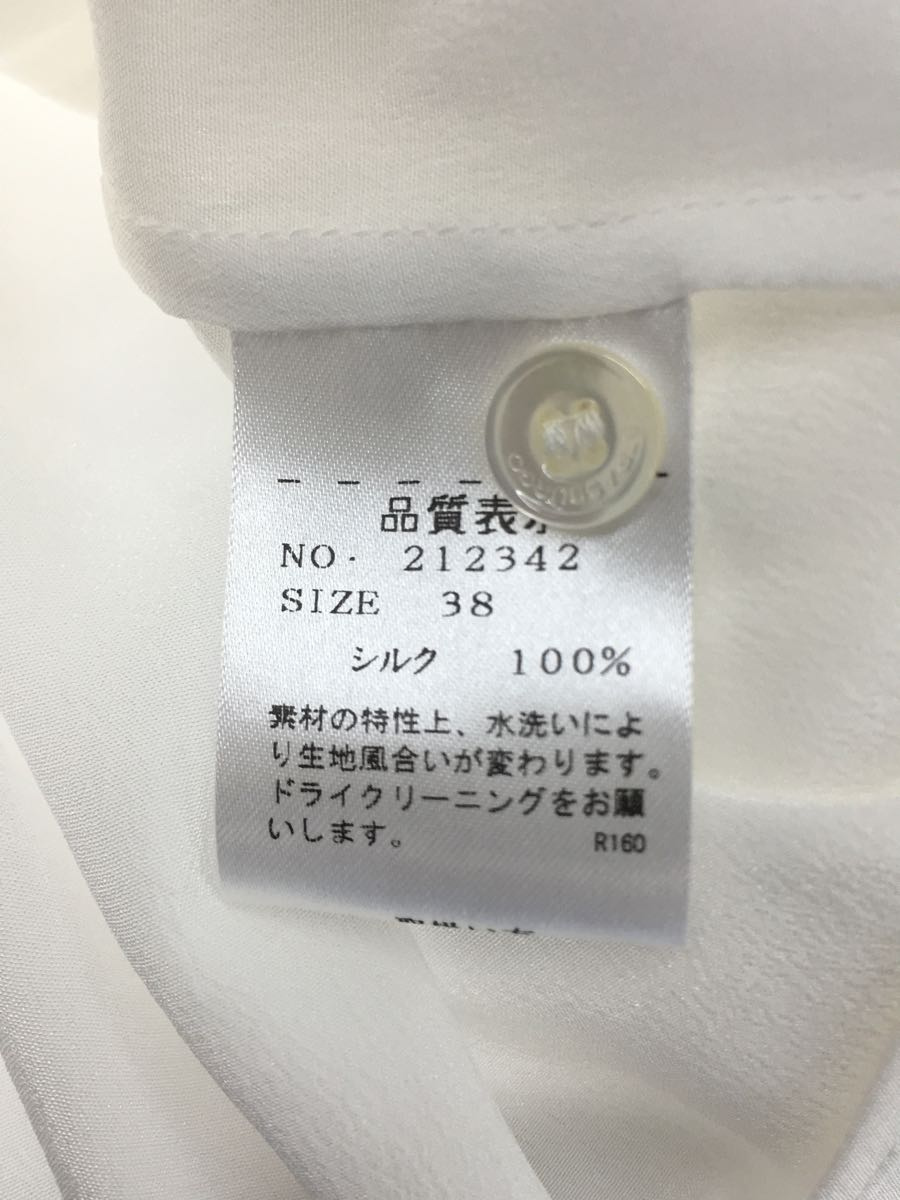 品質表示
NO. 212342
SIZE 38
シルク 100%
素材の特性上、水洗いによ
り生地風合いが変わります。
ドライクリーニングをお願
いします。 R160